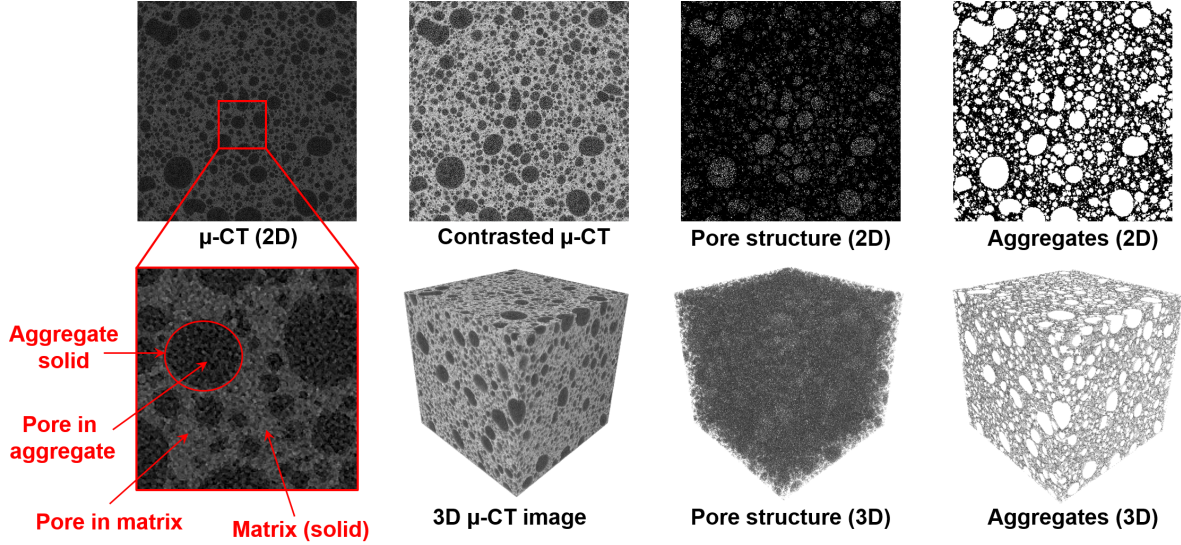 μ-CT (2D)
Contrasted μ-CT
Pore structure (2D)
Aggregates (2D)
Aggregate
solid
Pore in
aggregate
Pore in matrix
Matrix (solid)
3D μ-CT image
Pore structure (3D)
Aggregates (3D)